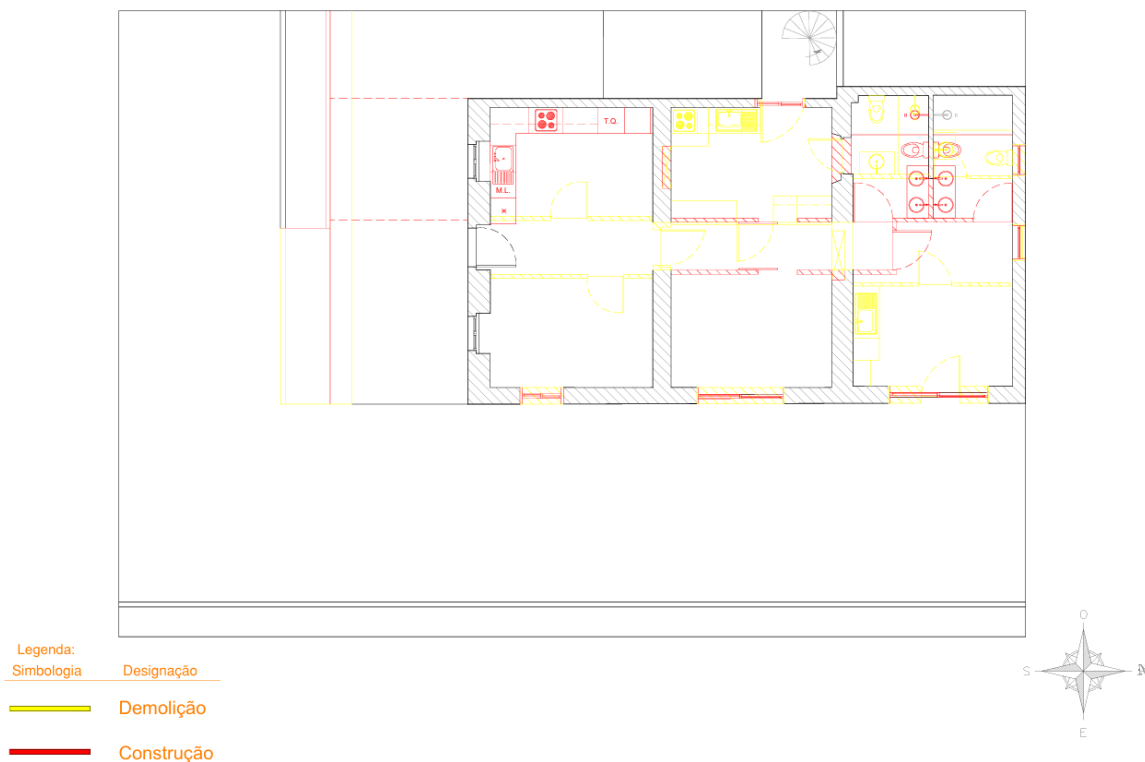 T.Q.
M.L.
O
S
N
E
Legenda:
Simbologia Designação
Demolição
Construção